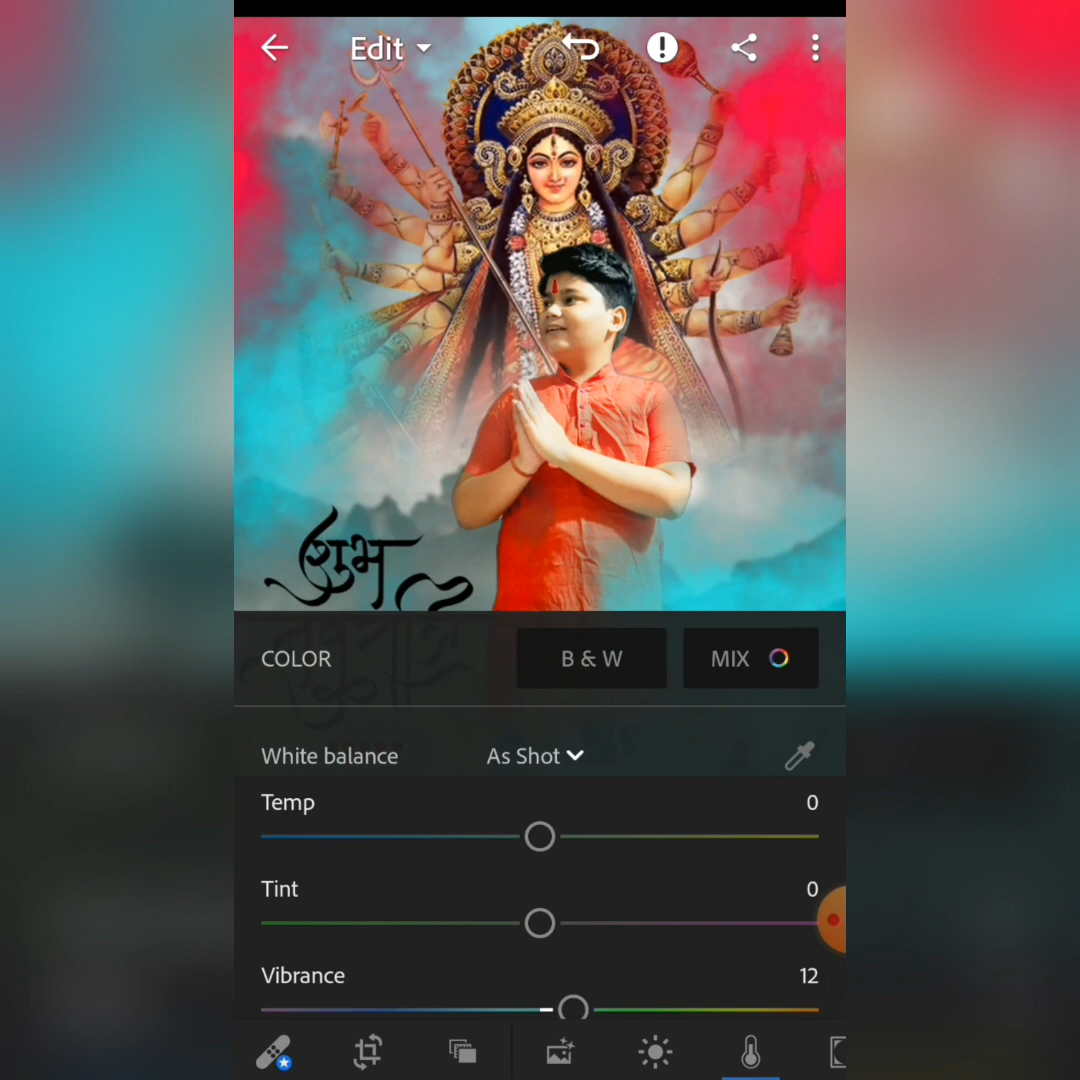 Edit
शुभ
COLOR
B & W
MIX
White balance
As Shot
Temp
0
Tint
0
Vibrance
12